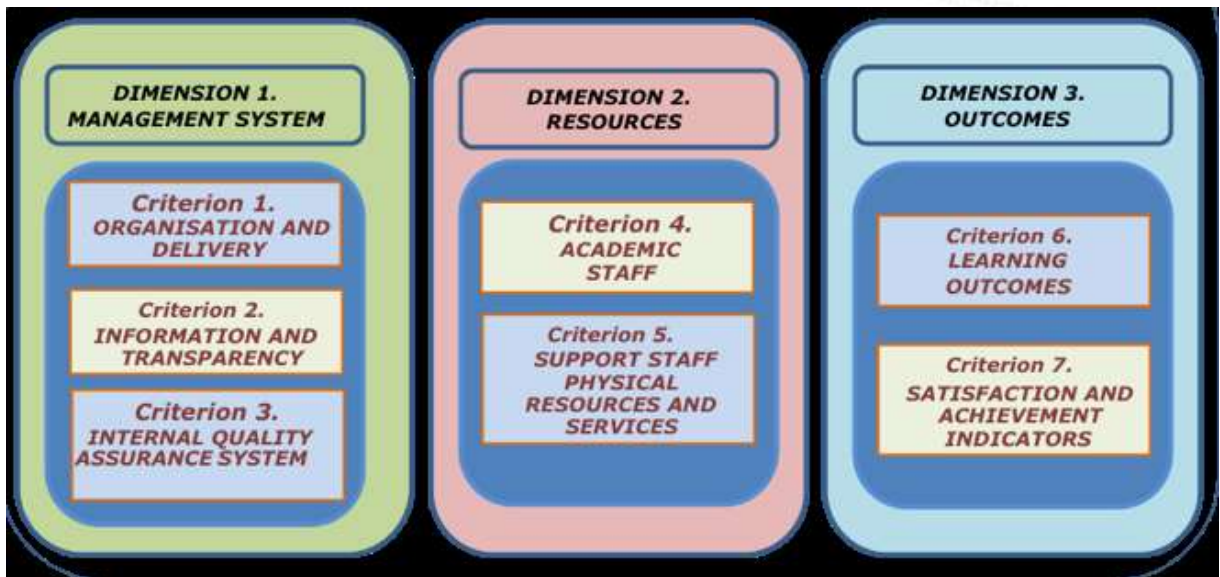 DIMENSION 1.
MANAGEMENT SYSTEM
Criterion 1.
ORGANISATION AND
DELIVERY
Criterion 2.
INFORMATION AND
TRANSPARENCY
Criterion 3.
INTERNAL QUALITY
ASSURANCE SYSTEM
DIMENSION 2.
RESOURCES
Criterion 4.
ACADEMIC
STAFF
Criterion 5.
SUPPORT STAFF
PHYSICAL
RESOURCES AND
SERVICES
DIMENSION 3.
OUTCOMES
Criterion 6.
LEARNING
OUTCOMES
Criterion 7.
SATISFACTION AND
ACHIEVEMENT
INDICATORS